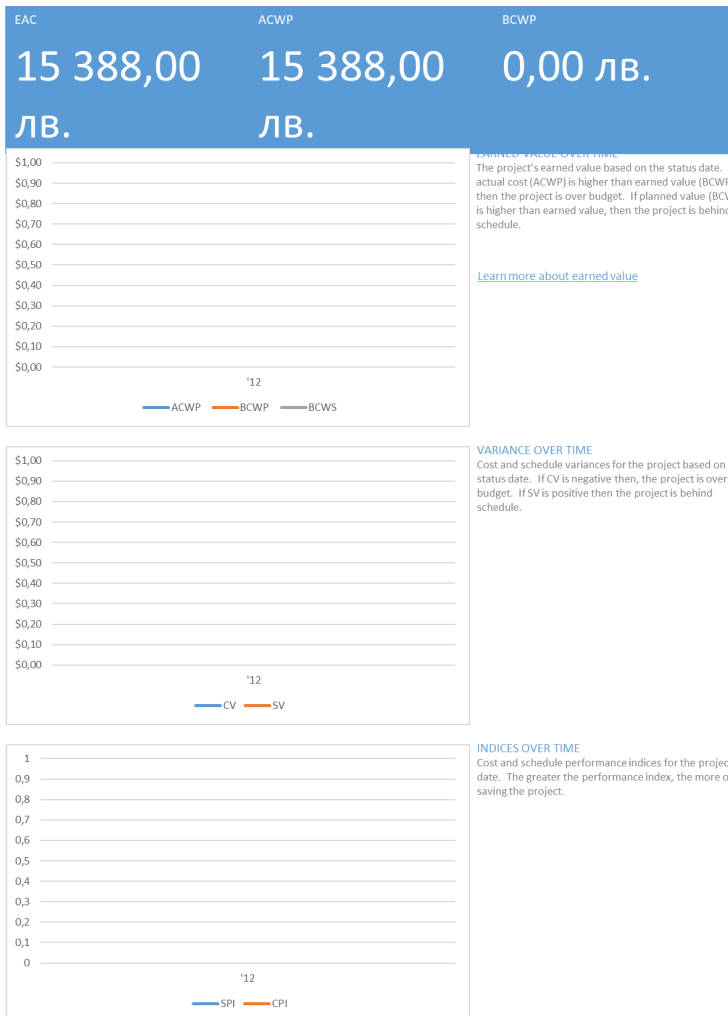 EAC
ACWP
BCWP
15 388,00
15 388,00
0,00 лв.
лв.
лв.
EARNED VALUE OVER TIME
The project's earned value based on the status date.
actual cost (ACWP) is higher than earned value (BCWP
then the project is over budget. If planned value (BCW
is higher than earned value, then the project is behind
schedule.
Learn more about earned value
$1,00
$0,90
$0,80
$0,70
$0,60
$0,50
$0,40
$0,30
$0,20
$0,10
$0,00
'12
ACWP BCWP BCWS
VARIANCE OVER TIME
Cost and schedule variances for the project based on
status date. If CV is negative then, the project is over
budget. If SV is positive then the project is behind
schedule.
$1,00
$0,90
$0,80
$0,70
$0,60
$0,50
$0,40
$0,30
$0,20
$0,10
$0,00
'12
CV SV
INDICES OVER TIME
Cost and schedule performance indices for the projec
date. The greater the performance index, the more o
saving the project.
1
0,9
0,8
0,7
0,6
0,5
0,4
0,3
0,2
0,1
0
'12
SPI CPI